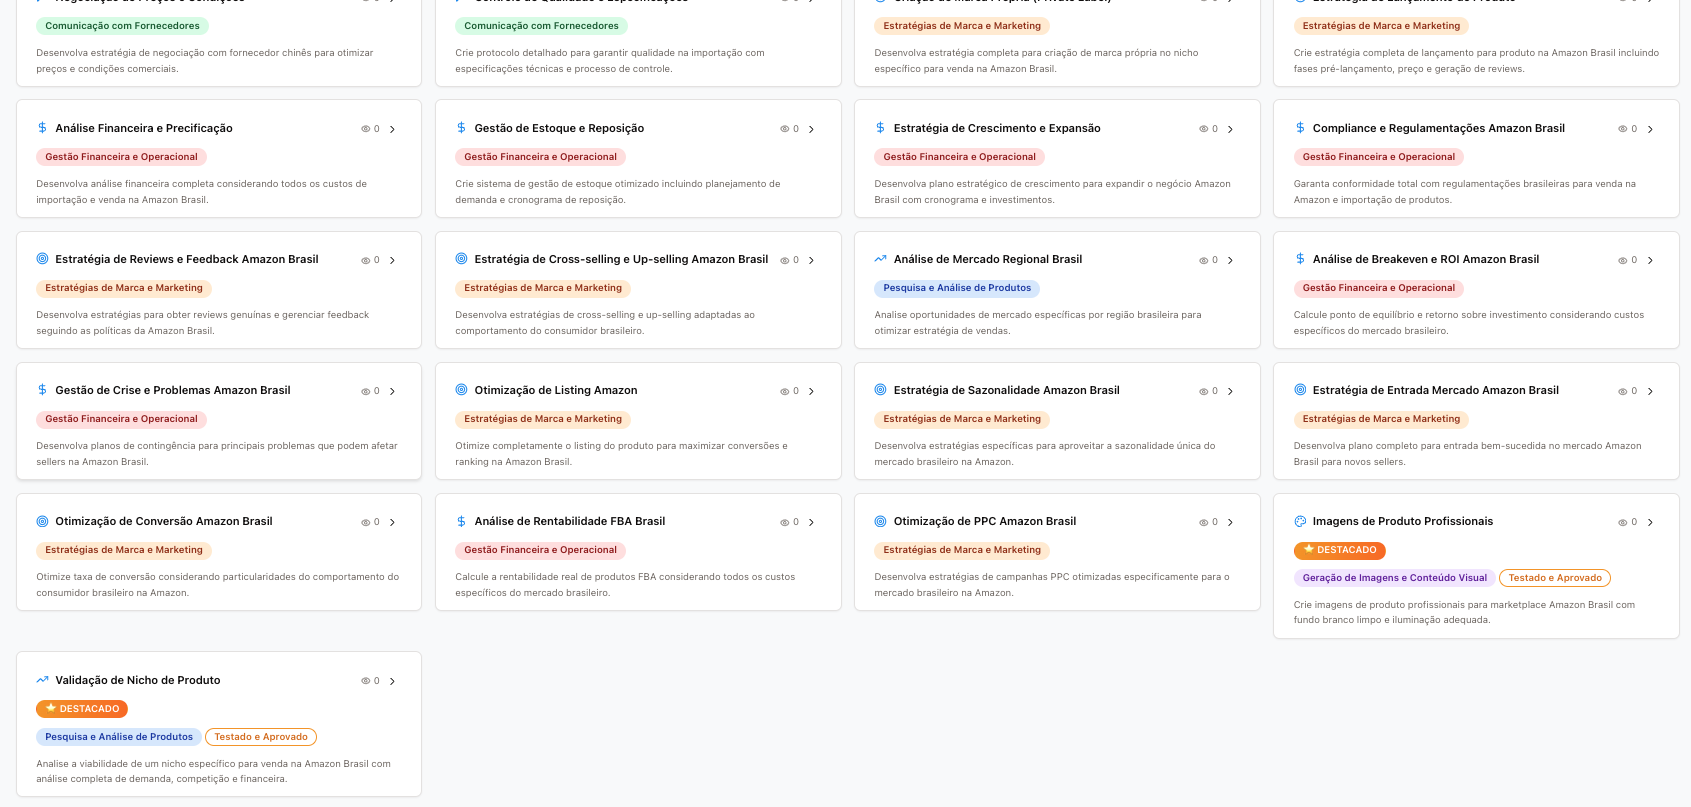 Comunicação com Fornecedores
Desenvolva estratégia de negociação com fornecedor chinês para otimizar
preços e condições comerciais.
Comunicação com Fornecedores
Crie protocolo detalhado para garantir qualidade na importação com
especificações técnicas e processo de controle.
Estratégias de Marca e Marketing
Desenvolva estratégia completa para criação de marca própria no nicho
específico para venda na Amazon Brasil.
Estratégias de Marca e Marketing
Crie estratégia completa de lançamento para produto na Amazon Brasil incluindo
fases pré-lançamento, preço e geração de reviews.
Análise Financeira e Precificação
0
Gestão Financeira e Operacional
Desenvolva análise financeira completa considerando todos os custos de
importação e venda na Amazon Brasil.
Gestão de Estoque e Reposição
0
Gestão Financeira e Operacional
Crie sistema de gestão de estoque otimizado incluindo planejamento de
demanda e cronograma de reposição.
Estratégia de Crescimento e Expansão
0
Gestão Financeira e Operacional
Desenvolva plano estratégico de crescimento para expandir o negócio Amazon
Brasil com cronograma e investimentos.
Compliance e Regulamentações Amazon Brasil
0
Gestão Financeira e Operacional
Garanta conformidade total com regulamentações brasileiras para venda na
Amazon e importação de produtos.
Estratégia de Reviews e Feedback Amazon Brasil
0
Estratégias de Marca e Marketing
Desenvolva estratégias para obter reviews genuínas e gerenciar feedback
seguindo as políticas da Amazon Brasil.
Estratégia de Cross-selling e Up-selling Amazon Brasil
0
Estratégias de Marca e Marketing
Desenvolva estratégias de cross-selling e up-selling adaptadas ao
comportamento do consumidor brasileiro.
Análise de Mercado Regional Brasil
0
Pesquisa e Análise de Produtos
Analise oportunidades de mercado específicas por região brasileira para
otimizar estratégia de vendas.
Análise de Breakeven e ROI Amazon Brasil
0
Gestão Financeira e Operacional
Calcule ponto de equilíbrio e retorno sobre investimento considerando custos
específicos do mercado brasileiro.
Gestão de Crise e Problemas Amazon Brasil
0
Gestão Financeira e Operacional
Desenvolva planos de contingência para principais problemas que podem afetar
sellers na Amazon Brasil.
Otimização de Listing Amazon
0
Estratégias de Marca e Marketing
Otimize completamente o listing do produto para maximizar conversões e
ranking na Amazon Brasil.
Estratégia de Sazonalidade Amazon Brasil
0
Estratégias de Marca e Marketing
Desenvolva estratégias específicas para aproveitar a sazonalidade única do
mercado brasileiro na Amazon.
Estratégia de Entrada Mercado Amazon Brasil
0
Estratégias de Marca e Marketing
Desenvolva plano completo para entrada bem-sucedida no mercado Amazon
Brasil para novos sellers.
Otimização de Conversão Amazon Brasil
0
Estratégias de Marca e Marketing
Otimize taxa de conversão considerando particularidades do comportamento do
consumidor brasileiro na Amazon.
Análise de Rentabilidade FBA Brasil
0
Gestão Financeira e Operacional
Calcule a rentabilidade real de produtos FBA considerando todos os custos
específicos do mercado brasileiro.
Otimização de PPC Amazon Brasil
0
Estratégias de Marca e Marketing
Desenvolva estratégias de campanhas PPC otimizadas especificamente para o
mercado brasileiro na Amazon.
Imagens de Produto Profissionais
0
⭐ DESTACADO
Geração de Imagens e Conteúdo Visual
Testado e Aprovado
Crie imagens de produto profissionais para marketplace Amazon Brasil com
fundo branco limpo e iluminação adequada.
Validação de Nicho de Produto
0
⭐ DESTACADO
Pesquisa e Análise de Produtos
Testado e Aprovado
Analise a viabilidade de um nicho específico para venda na Amazon Brasil com
análise completa de demanda, competição e financeira.